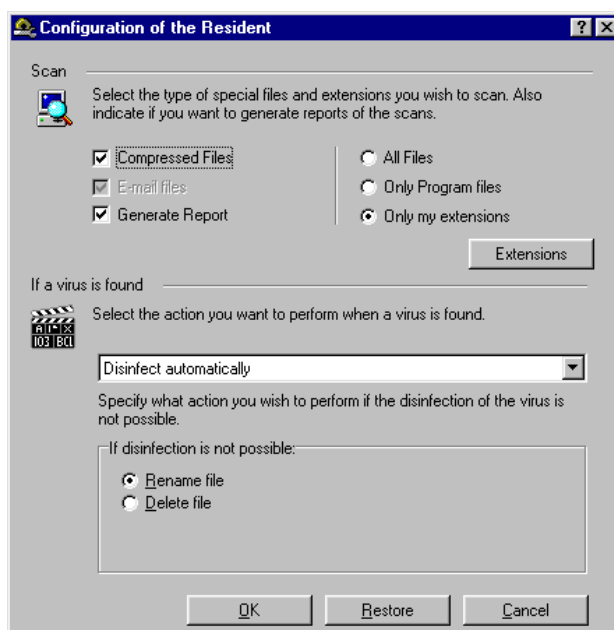 Configuration of the Resident
Scan
Select the type of special files and extensions you wish to scan. Also
indicate if you want to generate reports of the scans.
Compressed Files
All Files
E-mail files
Only Program files
Generate Report
Only my extensions
Extensions
If a virus is found
Select the action you want to perform when a virus is found.
Disinfect automatically
Specify what action you wish to perform if the disinfection of the virus is
not possible.
If disinfection is not possible:
Rename file
Delete file
OK Restore Cancel